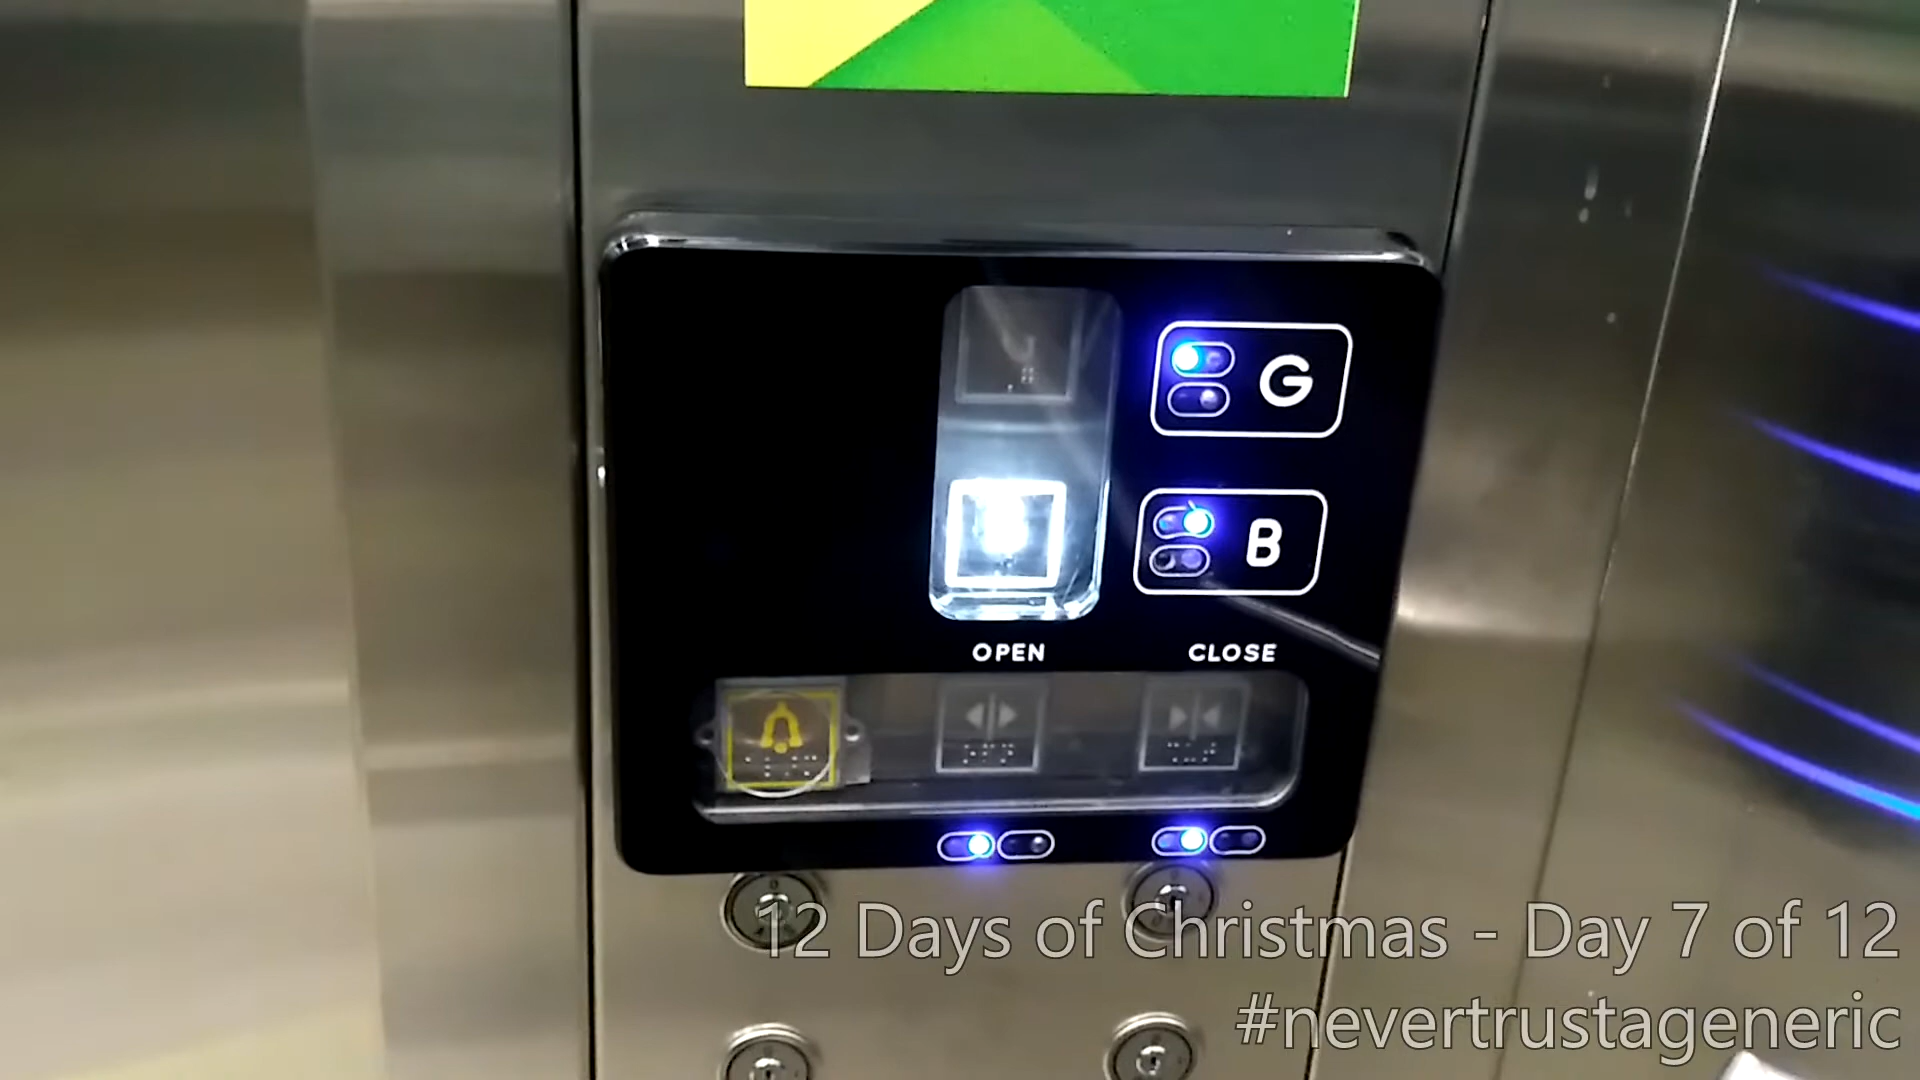 G
B
OPEN CLOSE
12 Days of Christmas - Day 7 of 12
#nevertrustageneric